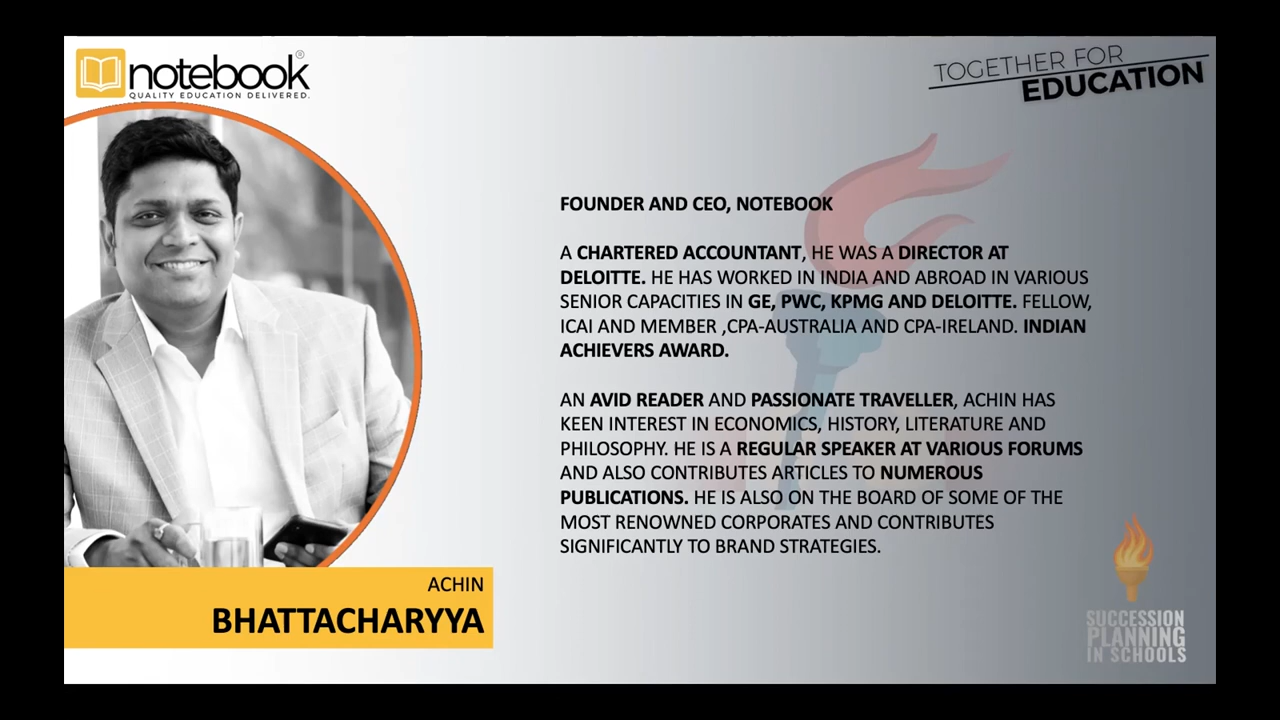 notebook®
QUALITY EDUCATION DELIVERED.
TOGETHER FOR
EDUCATION
FOUNDER AND CEO, NOTEBOOK
A CHARTERED ACCOUNTANT, HE WAS A DIRECTOR AT
DELOITTE. HE HAS WORKED IN INDIA AND ABROAD IN VARIOUS
SENIOR CAPACITIES IN GE, PWC, KPMG AND DELOITTE. FELLOW,
ICAI AND MEMBER ,CPA-AUSTRALIA AND CPA-IRELAND. INDIAN
ACHIEVERS AWARD.
AN AVID READER AND PASSIONATE TRAVELLER, ACHIN HAS
KEEN INTEREST IN ECONOMICS, HISTORY, LITERATURE AND
PHILOSOPHY. HE IS A REGULAR SPEAKER AT VARIOUS FORUMS
AND ALSO CONTRIBUTES ARTICLES TO NUMEROUS
PUBLICATIONS. HE IS ALSO ON THE BOARD OF SOME OF THE
MOST RENOWNED CORPORATES AND CONTRIBUTES
SIGNIFICANTLY TO BRAND STRATEGIES.
ACHIN
BHATTACHARYYA
SUCCESSION
PLANNING
IN SCHOOLS